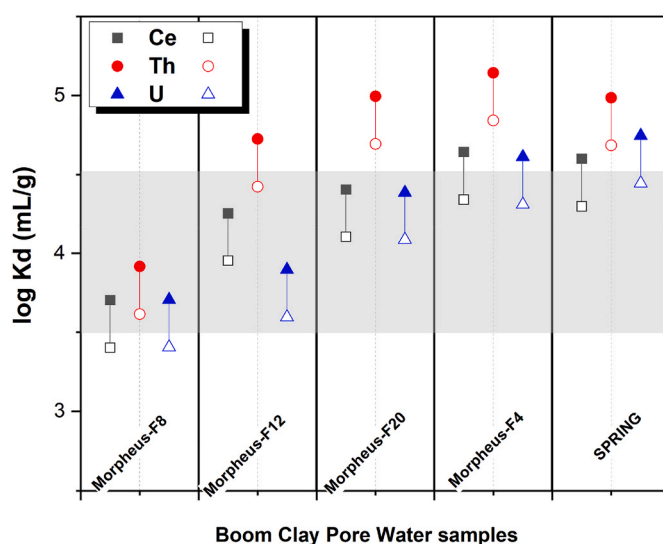 Ce
Th
U
5
4
3
log Kd (mL/g)
Morpheus-F8
Morpheus-F12
Morpheus-F20
Morpheus-F4
SPRING
Boom Clay Pore Water samples